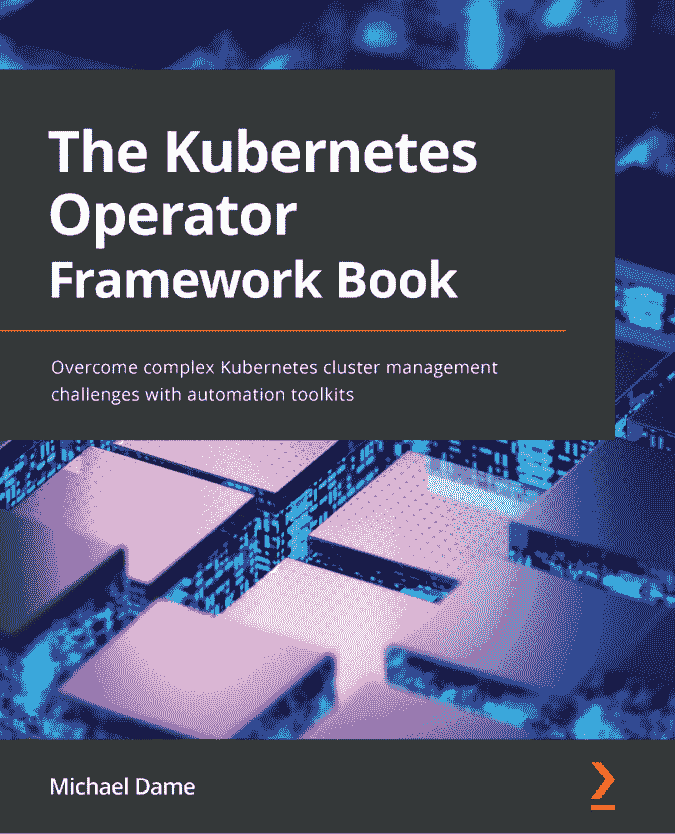 The Kubernetes
Operator
Framework Book
Overcome complex Kubernetes cluster management
challenges with automation toolkits
Michael Dame